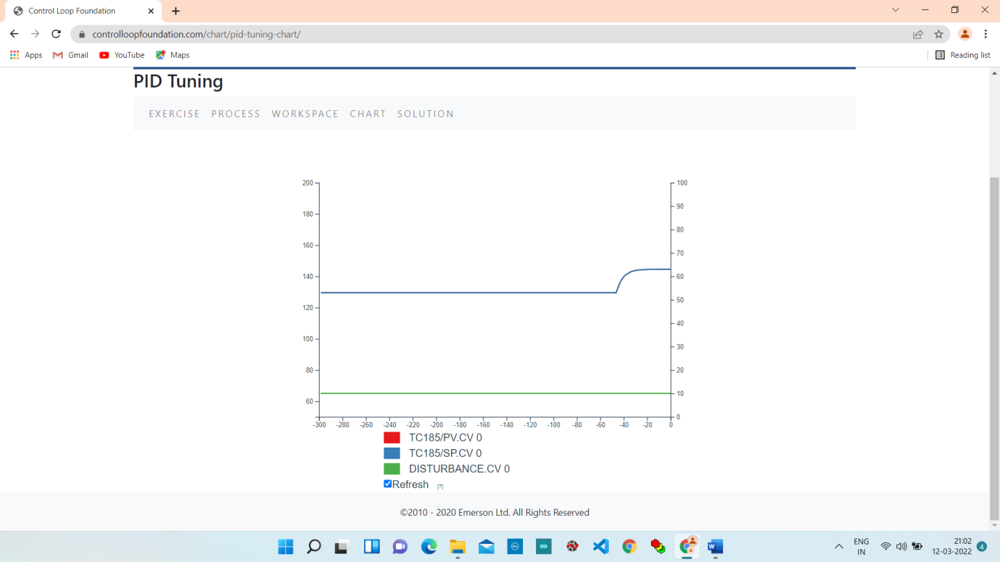 Control Loop Foundation
controlloopfoundation.com/chart/pid-tuning-chart/
Apps Gmail YouTube Maps Reading list
PID Tuning
EXERCISE PROCESS WORKSPACE CHART SOLUTION
200 100
90
180
80
160
70
140
60
120
50
40
100
30
80
20
60
10
0
-300 -280 -260 -240 -220 -200 -180 -160 -140 -120 -100 -80 -60 -40 -20 0
TC185/PV.CV 0
TC185/SP.CV 0
DISTURBANCE.CV 0
Refresh [?]
©2010 - 2020 Emerson Ltd. All Rights Reserved
ENG 21:02
IN 12-03-2022 4